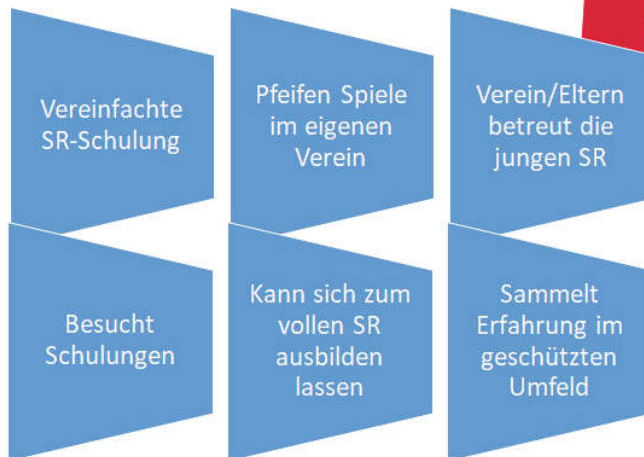 Vereinfachte
SR-Schulung
Pfeifen Spiele
im eigenen
Verein
Verein/Eltern
betreut die
jungen SR
Besucht
Schulungen
Kann sich zum
vollen SR
ausbilden
lassen
Sammelt
Erfahrung im
geschützten
Umfeld